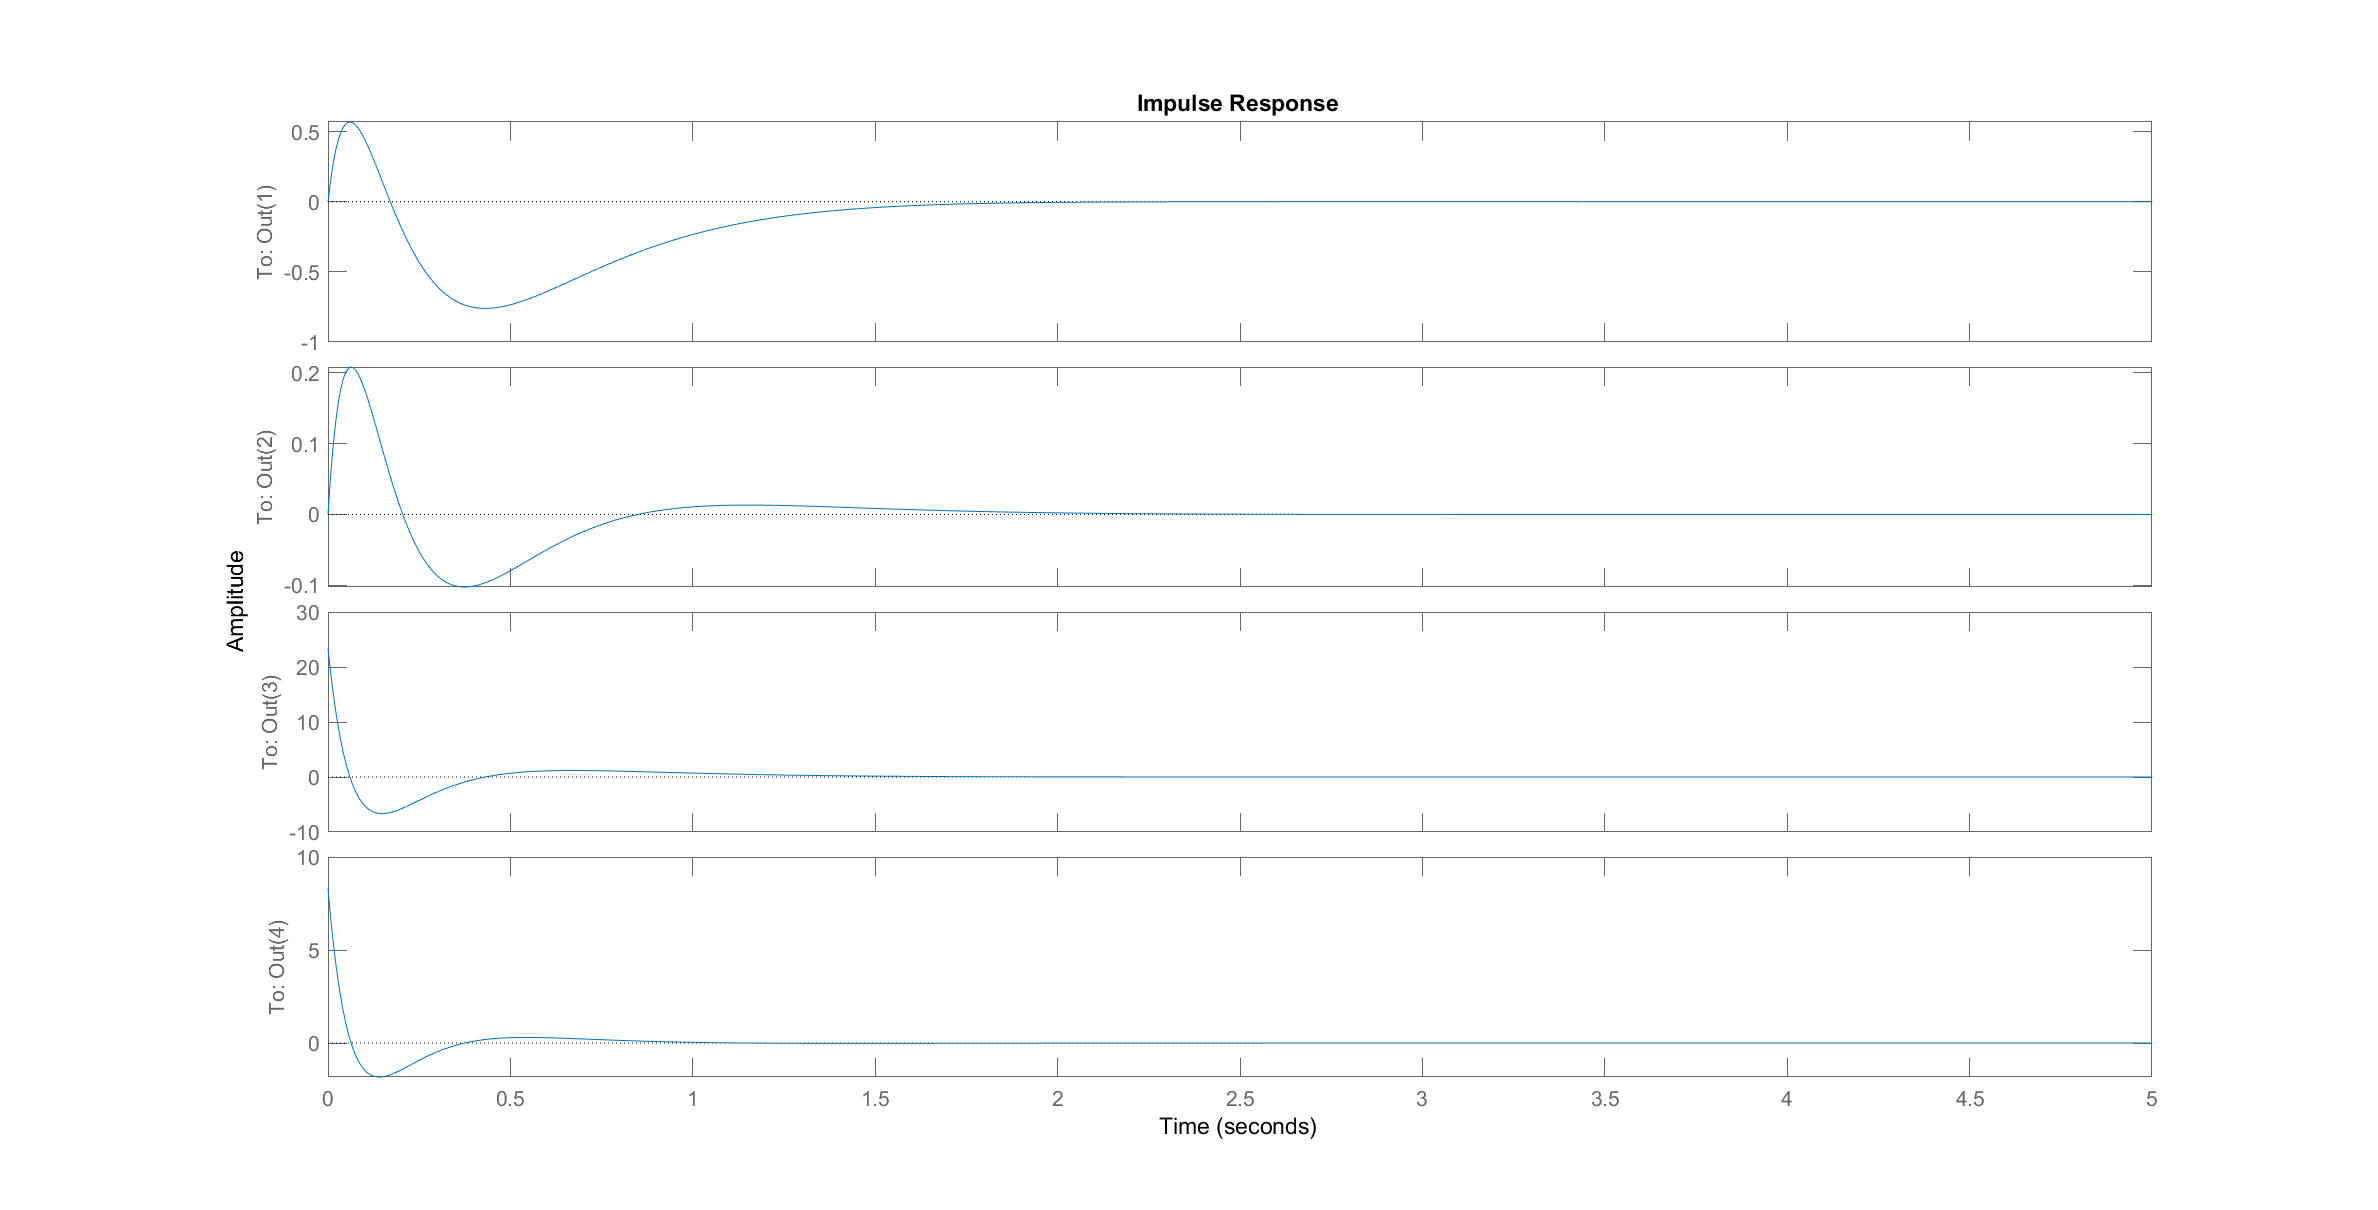 Impulse Response
Amplitude
To: Out(1)
0.5
0
-0.5
-1
To: Out(2)
0.2
0.1
0
-0.1
To: Out(3)
30
20
10
0
-10
To: Out(4)
10
5
0
0 0.5 1 1.5 2 2.5 3 3.5 4 4.5 5
Time (seconds)